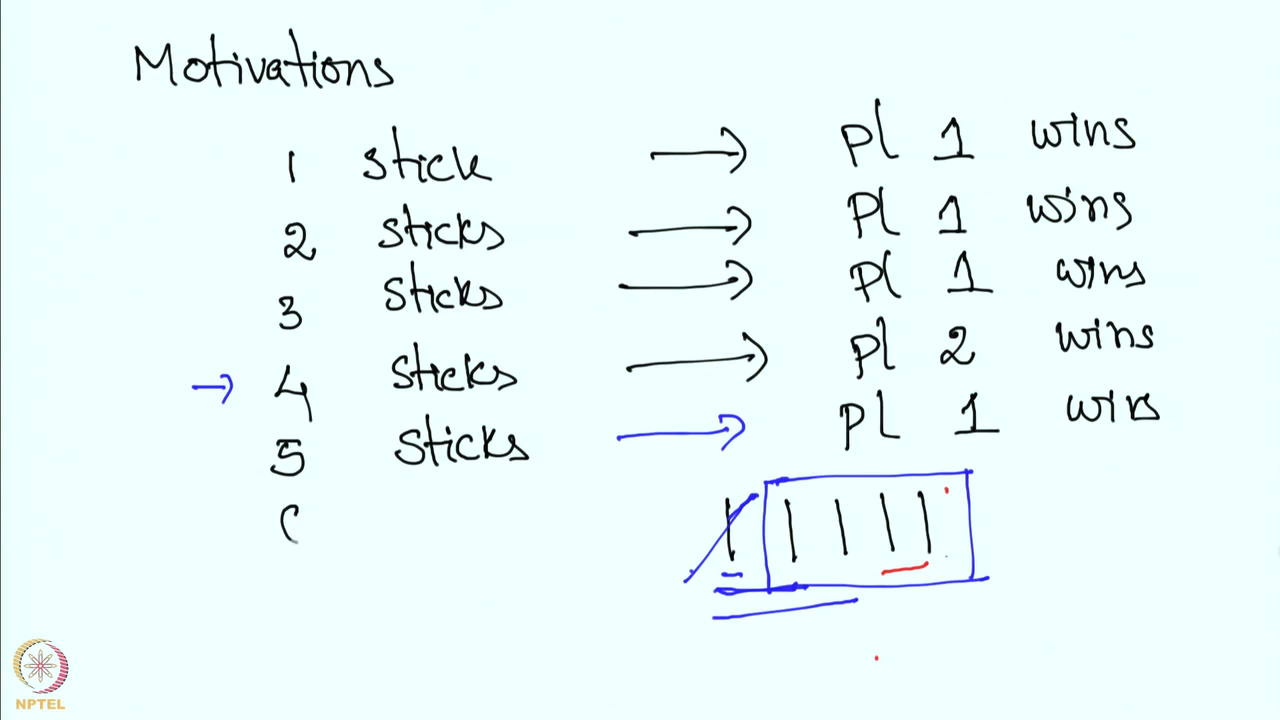 Motivations
1 stick → pl 1 wins
2 sticks → Pl 1 wins
3 sticks → Pl 1 wins
→ 4 sticks → pl 2 wins
5 sticks → pl 1 wins
NPTEL